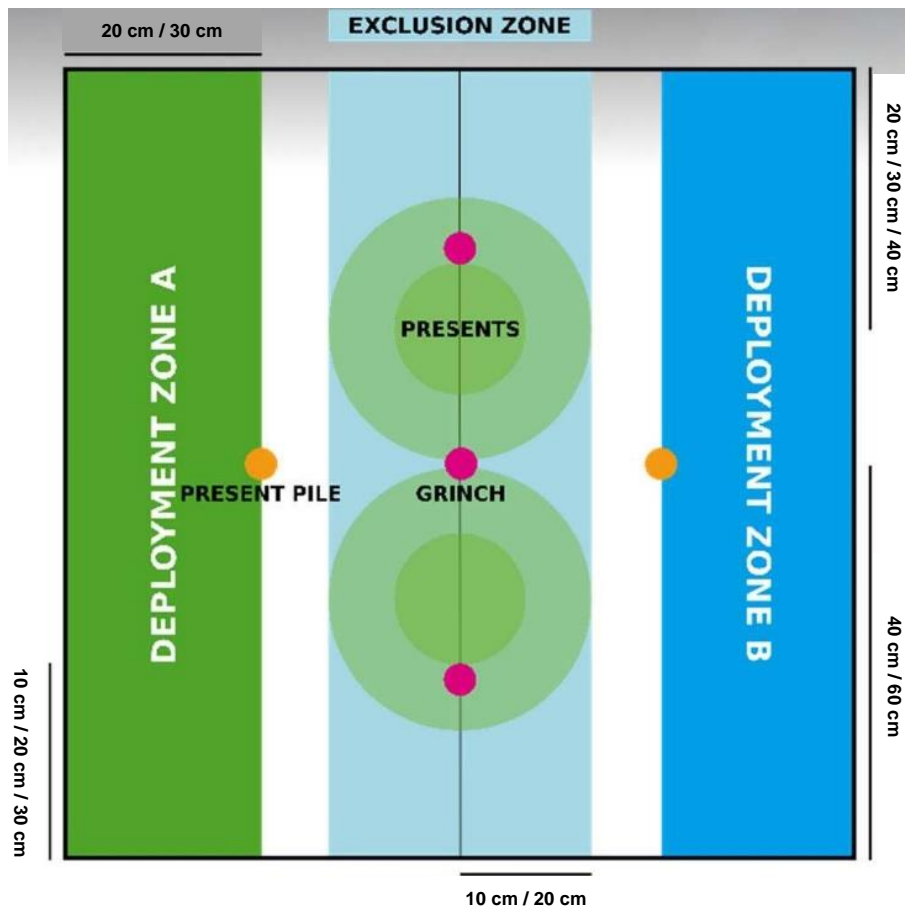 20 cm / 30 cm
EXCLUSION ZONE
20 cm / 30 cm / 40 cm
DEPLOYMENT ZONE A
PRESENTS
DEPLOYMENT ZONE B
PRESENT PILE
GRINCH
40 cm / 60 cm
10 cm / 20 cm / 30 cm
10 cm / 20 cm